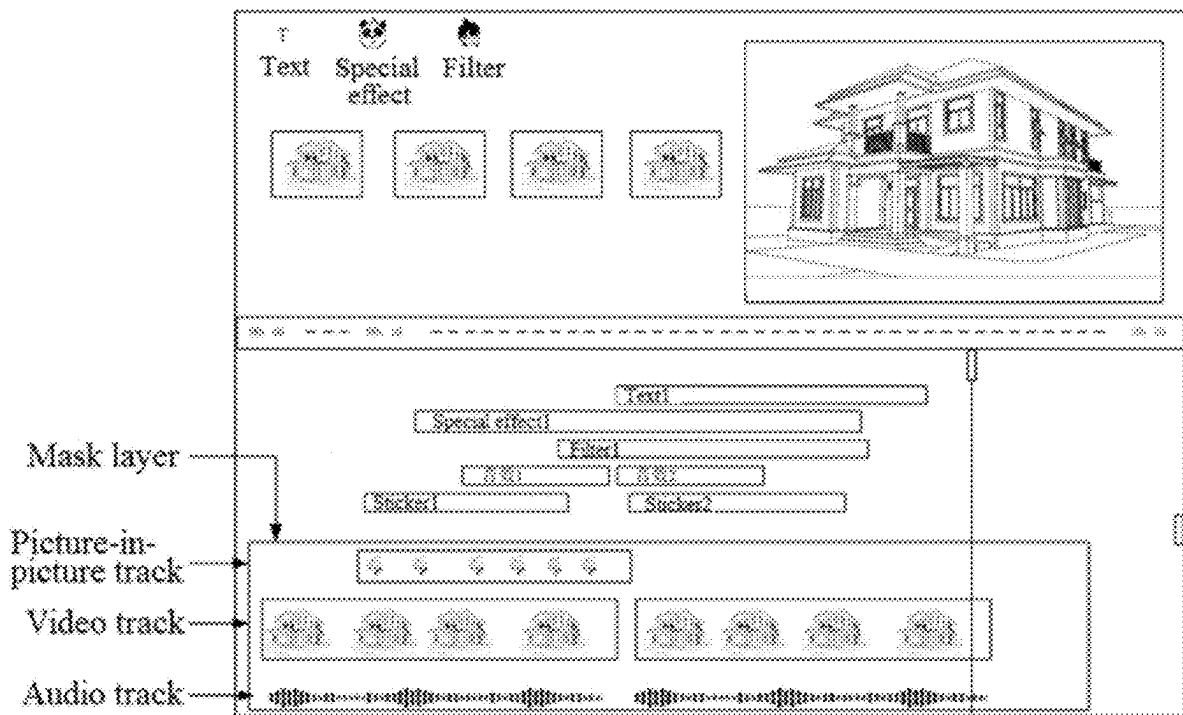 T
Text
Special
effect
Filter
Text1
Special effect1
Filter1
Sticker1
Sticker2
Mask layer
Picture-in-
picture track
Video track
Audio track